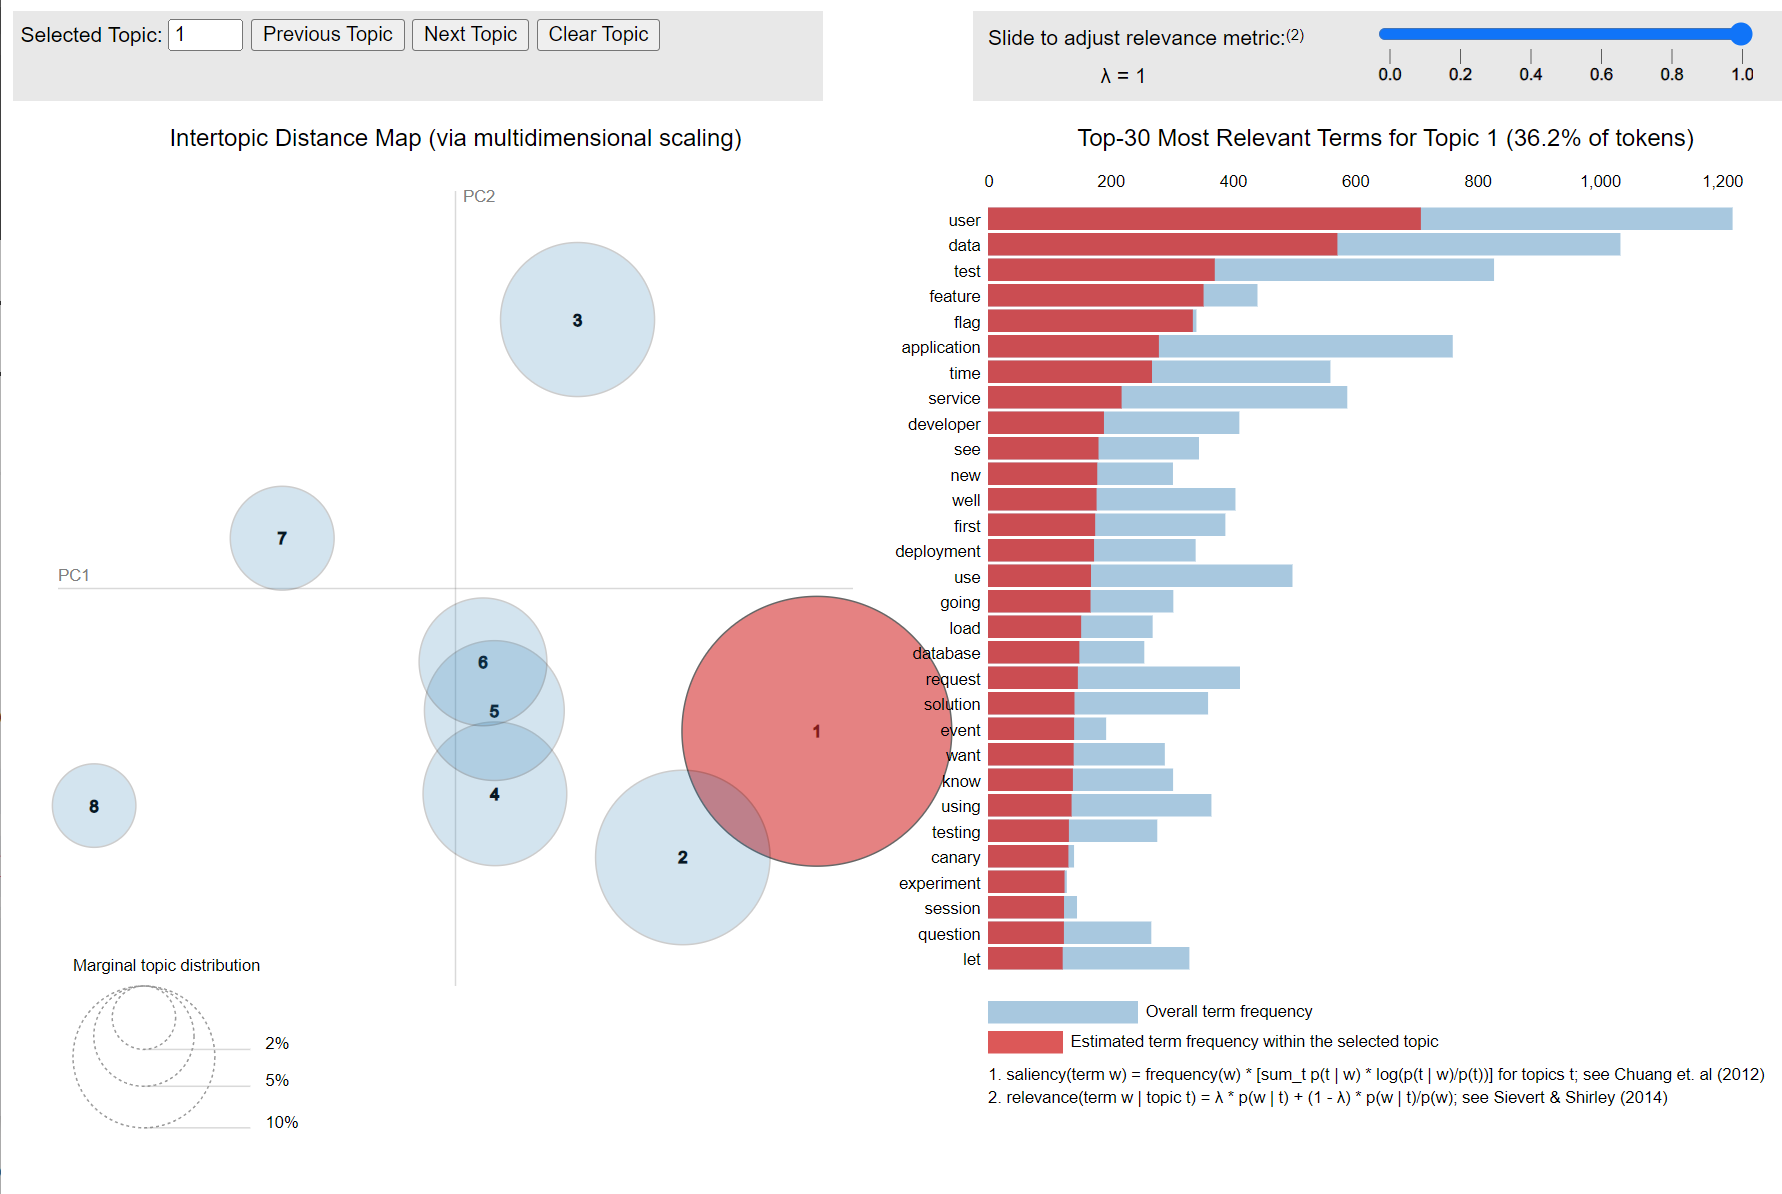 Selected Topic: 1 Previous Topic Next Topic Clear Topic
Slide to adjust relevance metric:(2)
λ = 1
0.0 0.2 0.4 0.6 0.8 1.0
Intertopic Distance Map (via multidimensional scaling)
PC2
PC1
3
7
6
5
4
1
2
8
Marginal topic distribution
2%
5%
10%
Top-30 Most Relevant Terms for Topic 1 (36.2% of tokens)
0 200 400 600 800 1,000 1,200
user
data
test
feature
flag
application
time
service
developer
see
new
well
first
deployment
use
going
load
database
request
solution
event
want
know
using
testing
canary
experiment
session
question
let
Overall term frequency
Estimated term frequency within the selected topic
1. saliency(term w) = frequency(w) * [sum_t p(t | w) * log(p(t | w)/p(t))] for topics t; see Chuang et. al (2012)
2. relevance(term w | topic t) = λ * p(w | t) + (1 - λ) * p(w | t)/p(w); see Sievert & Shirley (2014)